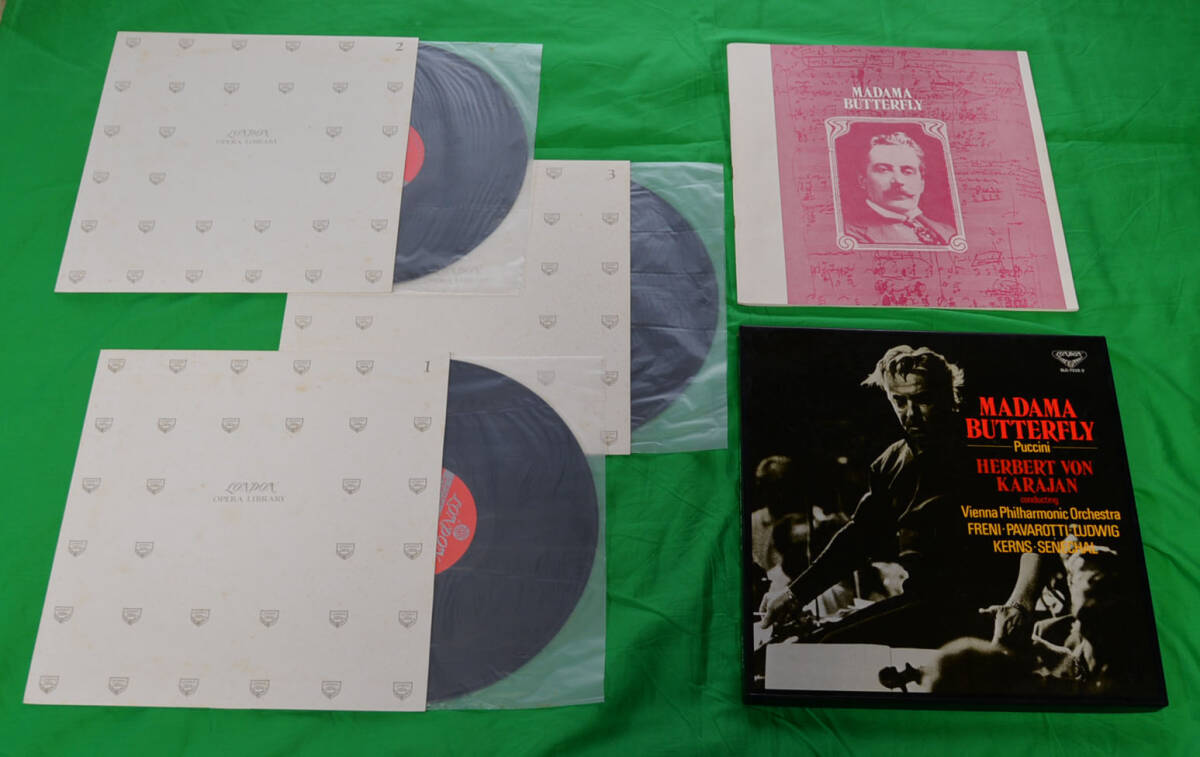 2
LONDON
OPERA LIBRARY
3
1
LONDON
OPERA LIBRARY
LONDON
MADAMA
BUTTERFLY
LONDON
MADAMA
BUTTERFLY
Puccini
HERBERT VON
KARAJAN
conducting
Vienna Philharmonic Orchestra
FRENI·PAVAROTTI·LUDWIG
KERNS·SENECHAL